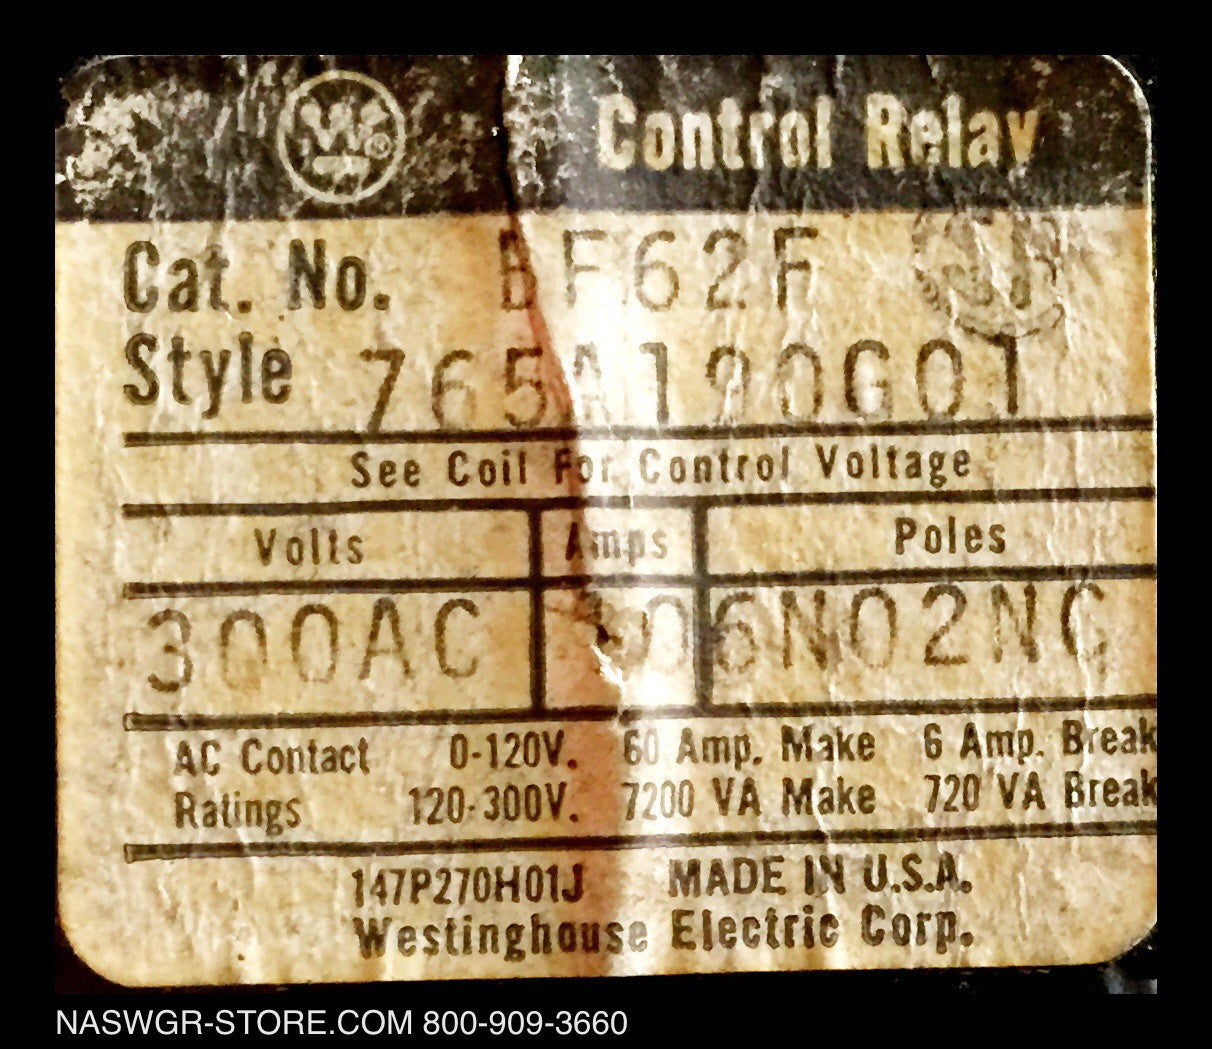 Control Relay
Cat. No. BF62F
Style 765A190G01
See Coil For Control Voltage
Volts Amps Poles
300AC 10 6NO2NC
AC Contact 0-120V. 60 Amp. Make 6 Amp. Break
Ratings 120-300V. 7200 VA Make 720 VA Break
147P270H01J MADE IN U.S.A.
Westinghouse Electric Corp.
NASWGR-STORE.COM 800-909-3660